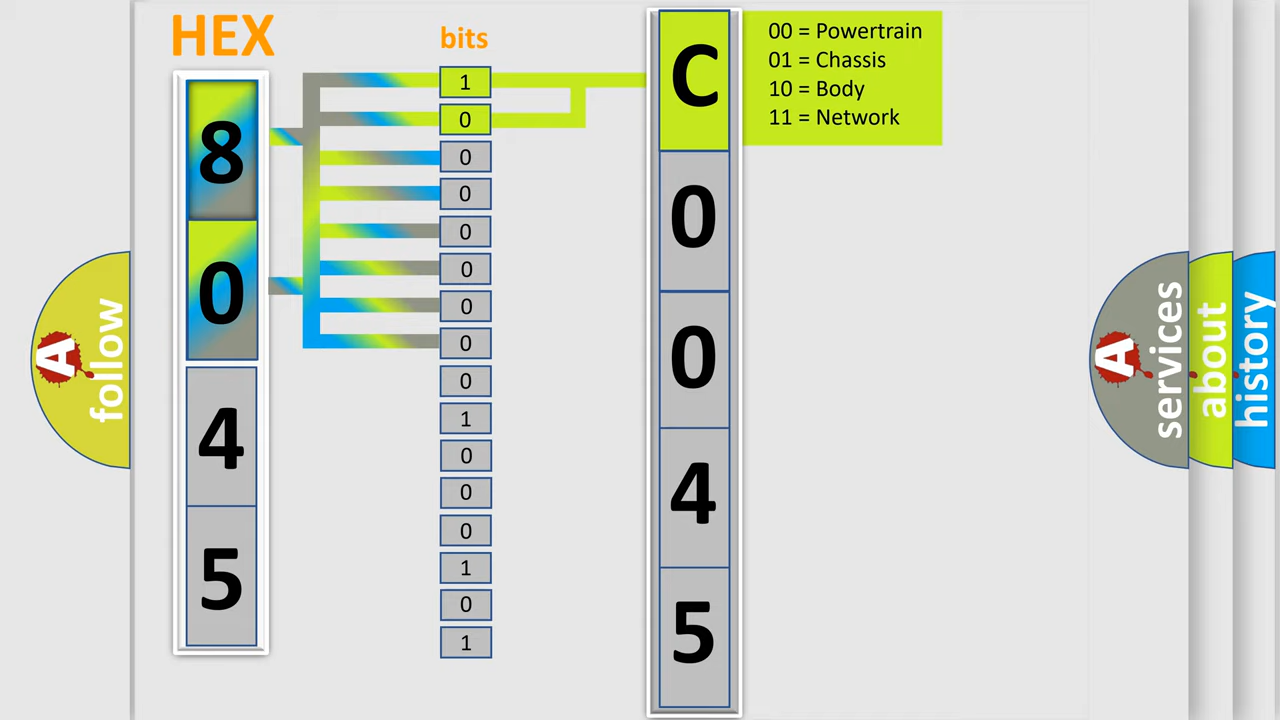 HEX
bits
8
0
4
5
1
0
0
0
0
0
0
0
0
1
0
0
0
1
0
1
C
0
0
4
5
00 = Powertrain
01 = Chassis
10 = Body
11 = Network
A
follow
A
services
about
history